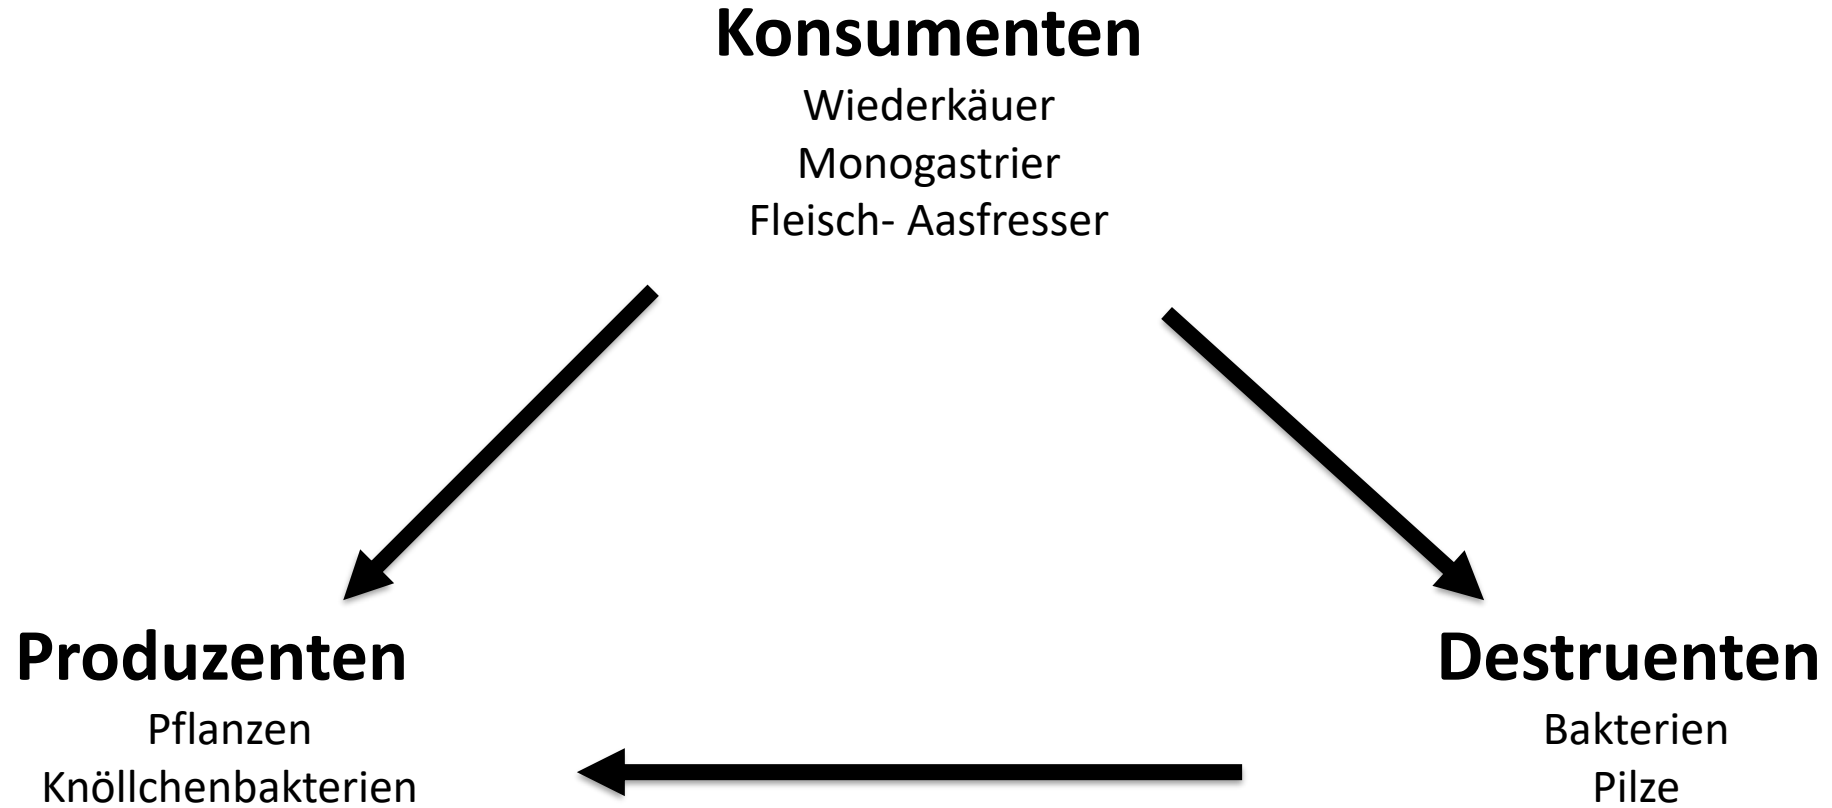 Konsumenten
Wiederkäuer
Monogastrier
Fleisch- Aasfresser
Produzenten
Pflanzen
Knöllchenbakterien
Destruenten
Bakterien
Pilze